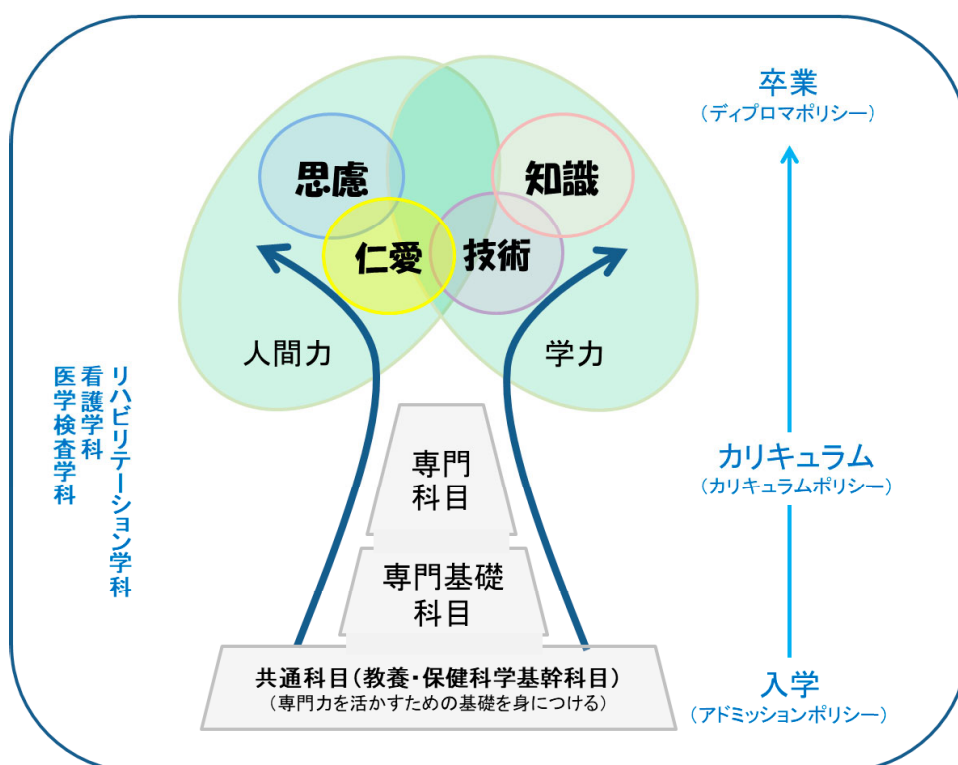 卒業
(ディプロマポリシー)
思慮
知識
仁愛
技術
人間力
学力
リハビリテーション学科
看護学科
医学検査学科
専門
科目
カリキュラム
(カリキュラムポリシー)
専門基礎
科目
共通科目(教養・保健科学基幹科目)
(専門力を活かすための基礎を身につける)
入学
(アドミッションポリシー)